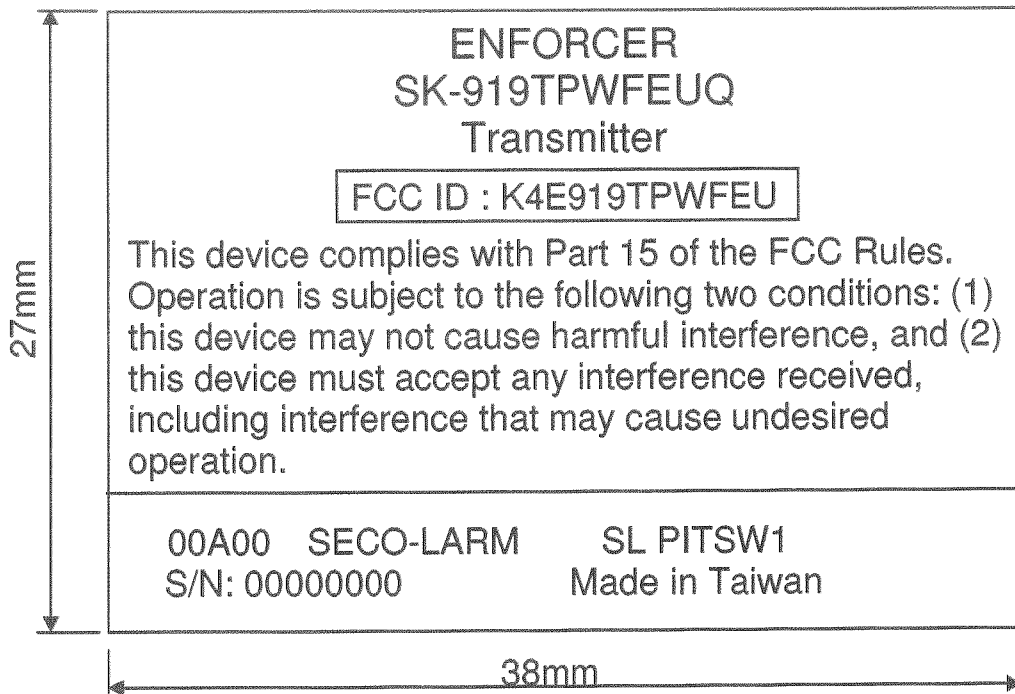 ENFORCER
SK-919TPWFEUQ
Transmitter
FCC ID : K4E919TPWFEU
This device complies with Part 15 of the FCC Rules.
Operation is subject to the following two conditions: (1)
this device may not cause harmful interference, and (2)
this device must accept any interference received,
including interference that may cause undesired
operation.
00A00 SECO-LARM SL PITSW1
S/N: 00000000 Made in Taiwan
27mm
38mm